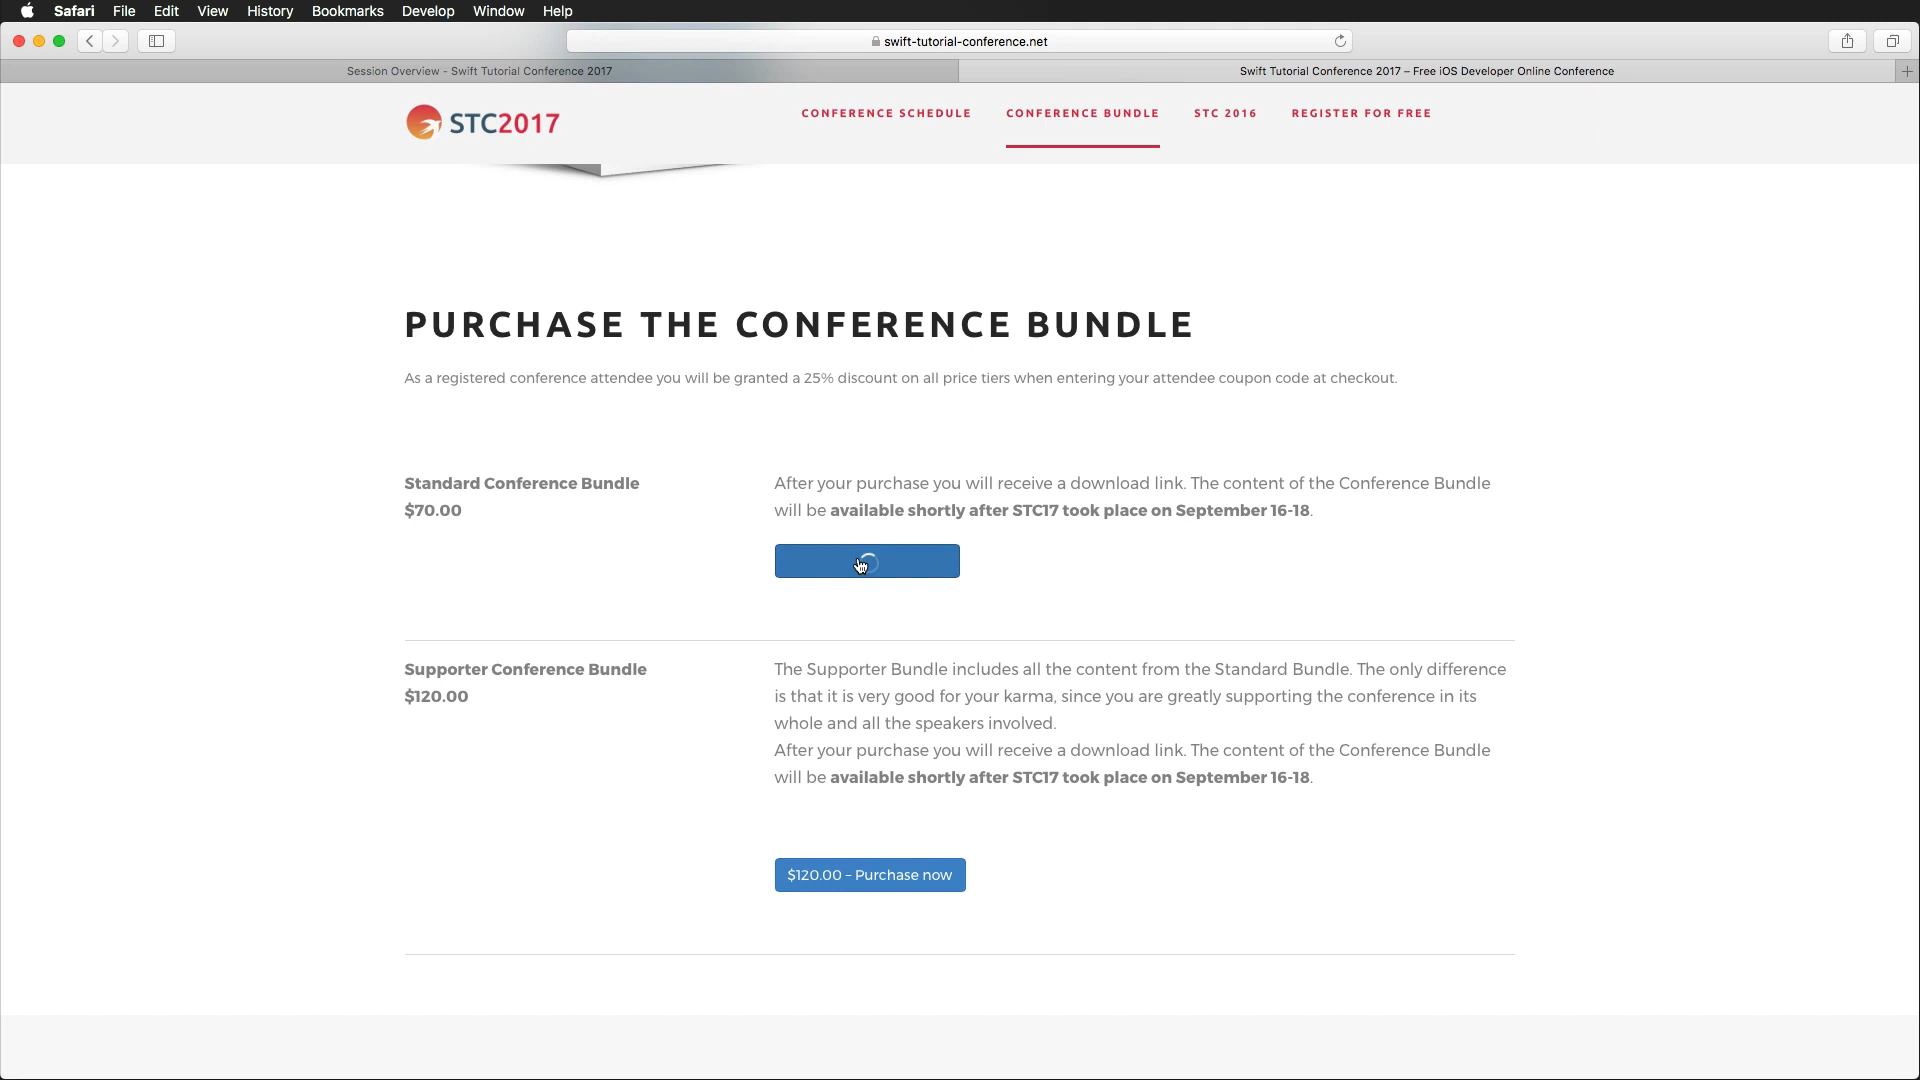 Safari File Edit View History Bookmarks Develop Window Help
swift-tutorial-conference.net
Session Overview - Swift Tutorial Conference 2017
Swift Tutorial Conference 2017 – Free iOS Developer Online Conference
STC2017
CONFERENCE SCHEDULE CONFERENCE BUNDLE STC 2016 REGISTER FOR FREE
PURCHASE THE CONFERENCE BUNDLE
As a registered conference attendee you will be granted a 25% discount on all price tiers when entering your attendee coupon code at checkout.
Standard Conference Bundle
$70.00
After your purchase you will receive a download link. The content of the Conference Bundle
will be available shortly after STC17 took place on September 16-18.
Supporter Conference Bundle
$120.00
The Supporter Bundle includes all the content from the Standard Bundle. The only difference
is that it is very good for your karma, since you are greatly supporting the conference in its
whole and all the speakers involved.
After your purchase you will receive a download link. The content of the Conference Bundle
will be available shortly after STC17 took place on September 16-18.
$120.00 – Purchase now